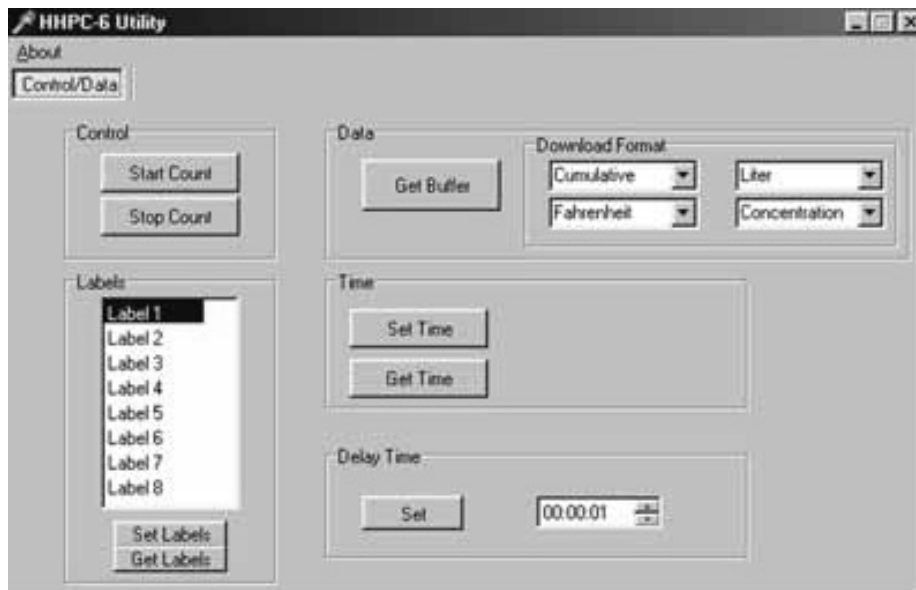 HHPC-6 Utility
About
Control/Data
Control
Start Count
Stop Count
Data
Get Buffer
Download Format
Cumulative
Liter
Fahrenheit
Concentration
Labels
Label 1
Label 2
Label 3
Label 4
Label 5
Label 6
Label 7
Label 8
Set Labels
Get Labels
Time
Set Time
Get Time
Delay Time
Set
00:00:01